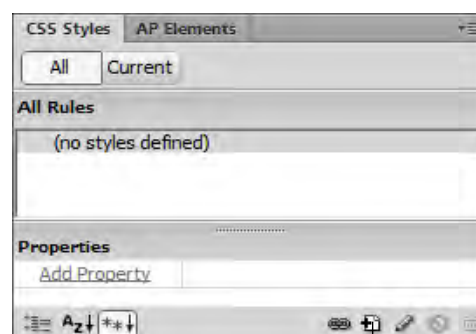 CSS Styles AP Elements
All Current
All Rules
(no styles defined)
Properties
Add Property